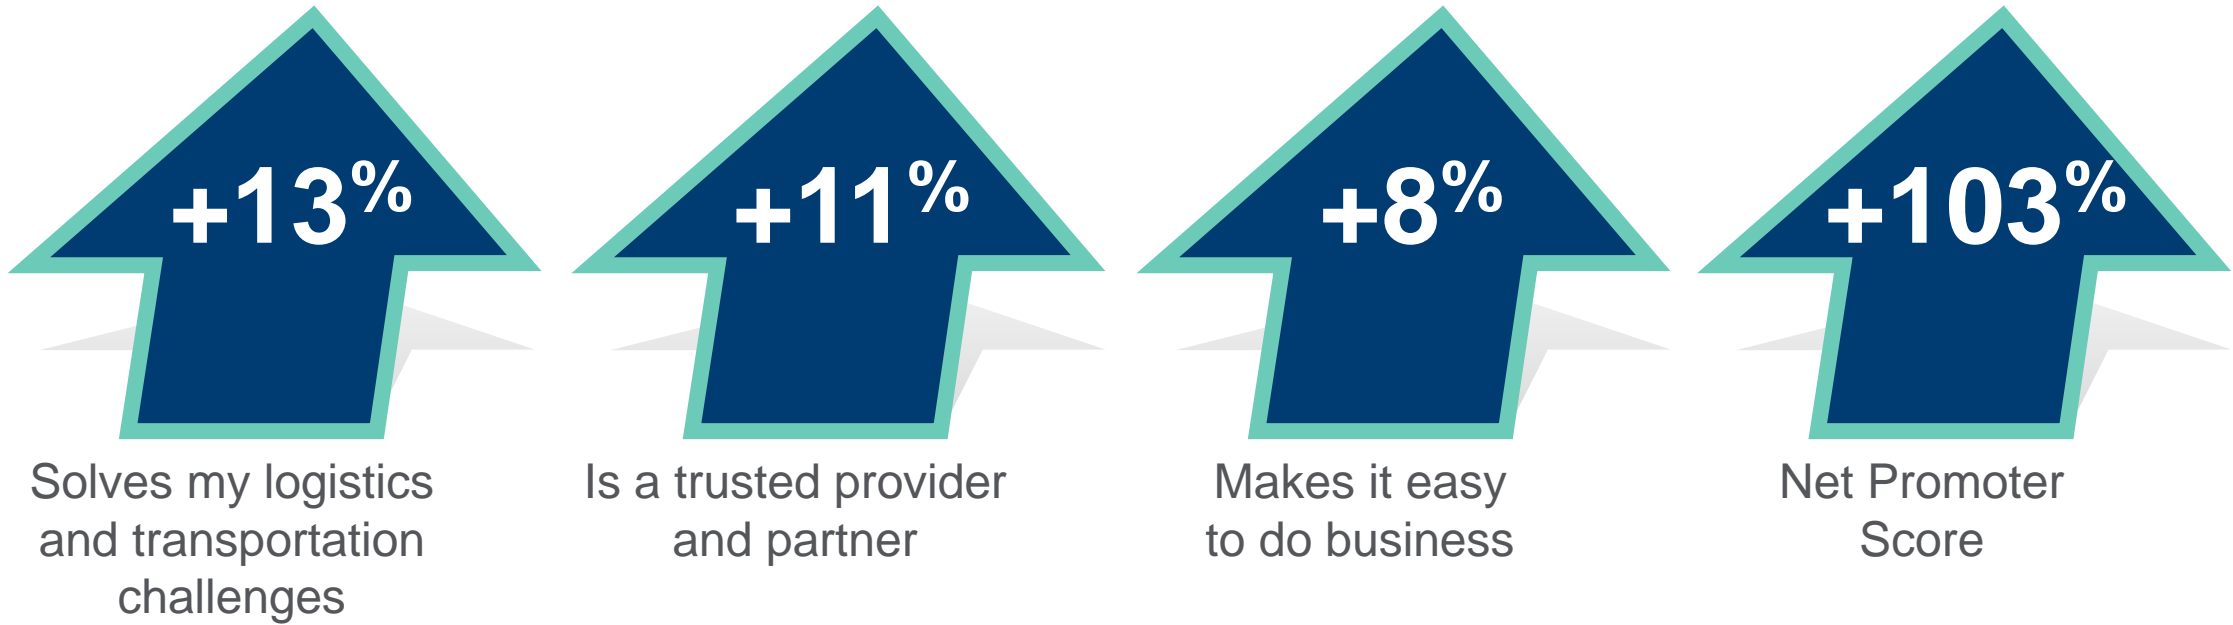 +13%
+11%
+8%
+103%
Solves my logistics
and transportation
challenges
Is a trusted provider
and partner
Makes it easy
to do business
Net Promoter
Score